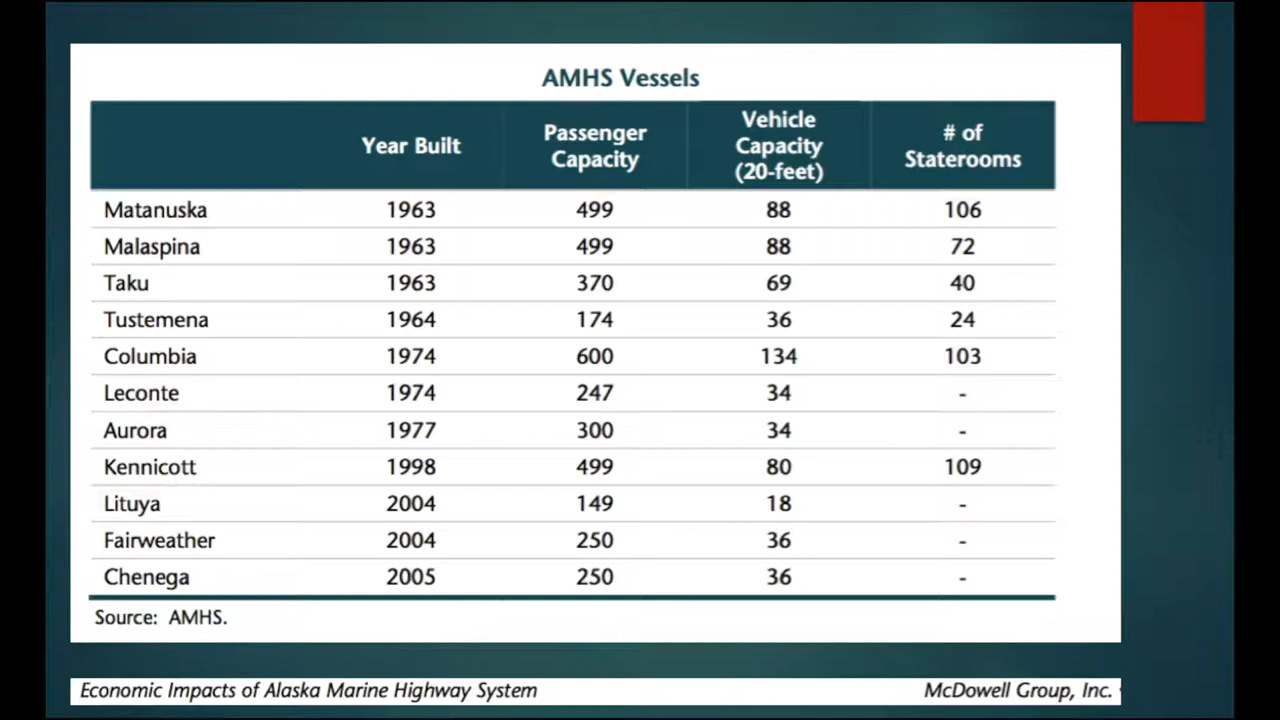 AMHS Vessels
Year Built Passenger Capacity Vehicle Capacity (20-feet) # of Staterooms
Matanuska 1963 499 88 106
Malaspina 1963 499 88 72
Taku 1963 370 69 40
Tustemena 1964 174 36 24
Columbia 1974 600 134 103
Leconte 1974 247 34 -
Aurora 1977 300 34 -
Kennicott 1998 499 80 109
Lituya 2004 149 18 -
Fairweather 2004 250 36 -
Chenega 2005 250 36 -
Source: AMHS.
Economic Impacts of Alaska Marine Highway System McDowell Group, Inc.